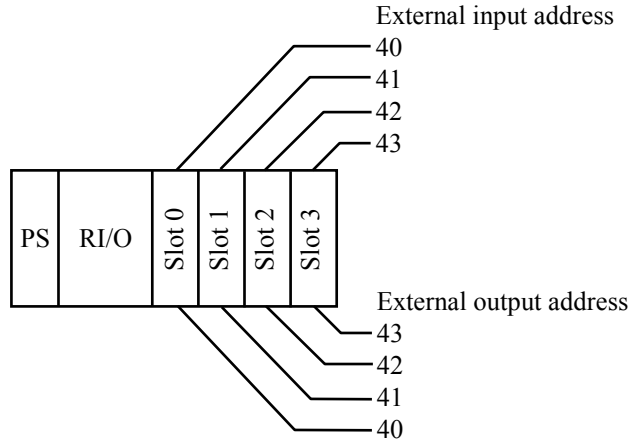 External input address
40
41
42
43
PS
RI/O
Slot 0
Slot 1
Slot 2
Slot 3
External output address
43
42
41
40